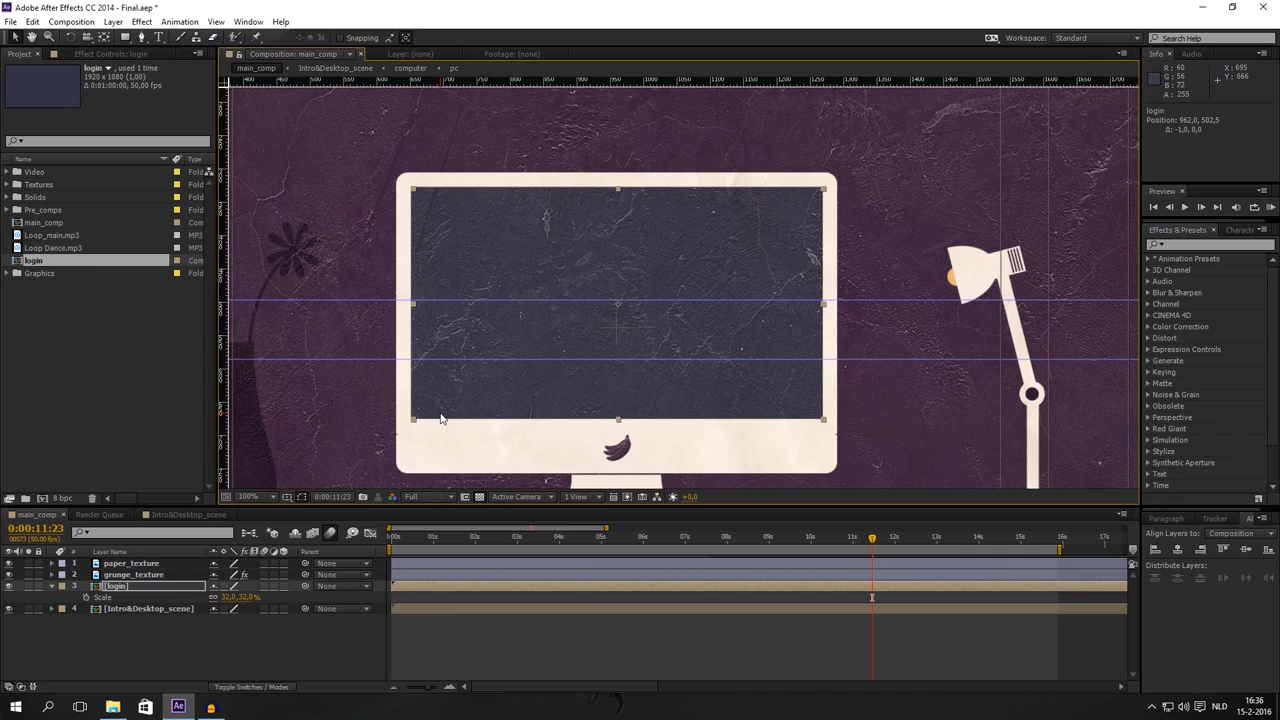 Adobe After Effects CC 2014 - Final.aep *
File Edit Composition Layer Effect Animation View Window Help
Snapping Workspace: Standard Search Help
Project Effect Controls: login
Composition: main_comp Layer: (none) Footage: (none)
Info Audio
login , used 1 time
1920 x 1080 (1,00)
Δ 0:01:00:00, 50,00 fps
main_comp Intro&Desktop_scene computer pc
R: 60
G: 56
B: 72
A: 255
X: 695
Y: 666
login
Position: 962,0, 502,5
Δ: -1,0, 0,0
Name Type
Video Fold
Textures Fold
Solids Fold
Pre_comps Fold
main_comp Com
Loop_main.mp3 MP3
Loop Dance.mp3 MP3
login Com
Graphics Fold
Preview
Effects & Presets Charact
* Animation Presets
3D Channel
Audio
Blur & Sharpen
Channel
CINEMA 4D
Color Correction
Distort
Expression Controls
Generate
Keying
Matte
Noise & Grain
Obsolete
Perspective
Red Giant
Simulation
Stylize
Synthetic Aperture
Text
Time
8 bpc
100% 0:00:11:23 Full Active Camera 1 View +0,0
main_comp Render Queue Intro&Desktop_scene
Paragraph Tracker Al
0:00:11:23
00573 (50.00 fps)
:00s 01s 02s 03s 04s 05s 06s 07s 08s 09s 10s 11s 12s 13s 14s 15s 16s 17s
Align Layers to: Composition
# Layer Name Parent
1 paper_texture None
2 grunge_texture None
3 [login] None
Scale 32,0,32,0%
4 [Intro&Desktop_scene] None
Distribute Layers:
Toggle Switches / Modes
Ae
NLD
16:36
15-2-2016